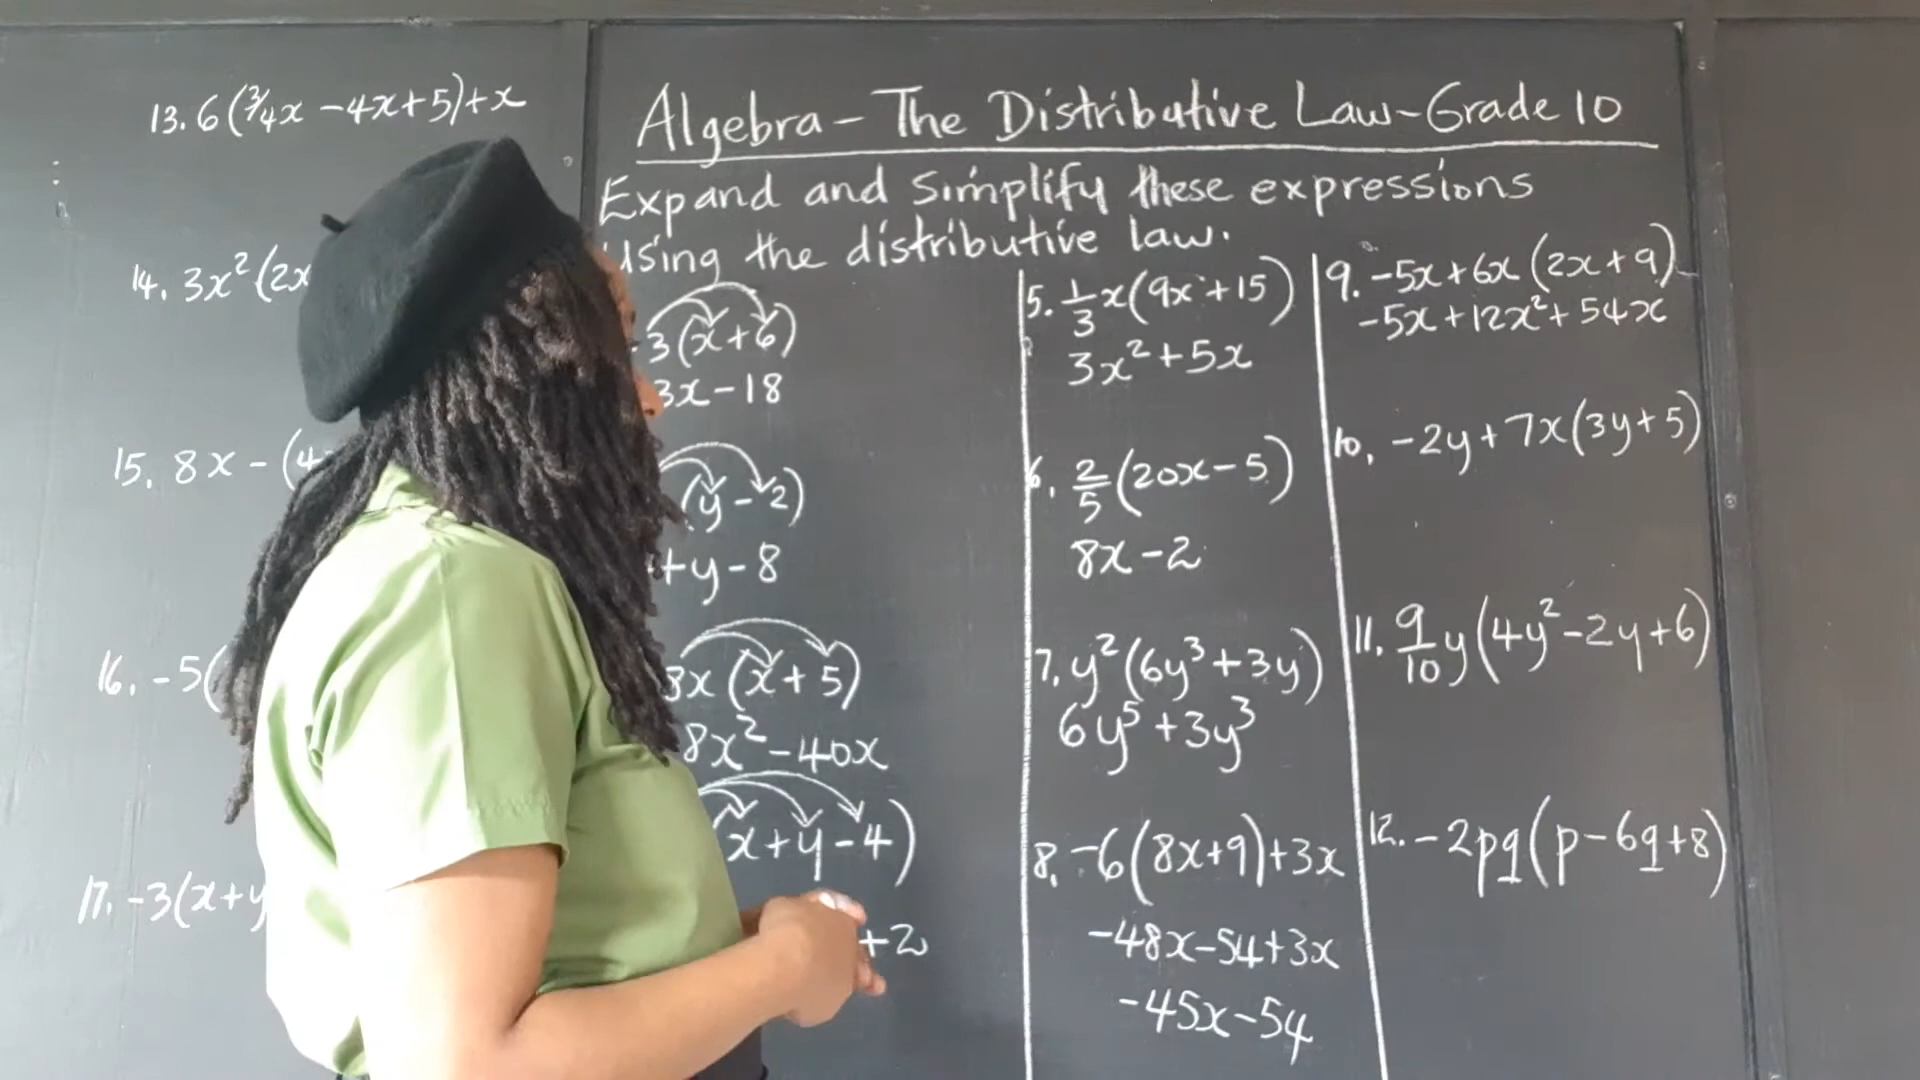 13. 6(3/4x - 4x + 5) + x
14. 3x²(2x
15. 8x - (4
16. -5(
17. -3(x+y
Algebra - The Distributive Law - Grade 10
Expand and simplify these expressions
Using the distributive law.
-3(x+6)
3x-18
(y-2)
+y-8
8x(x+5)
8x²-40x
x+y-4)
+2
5. 1/3 x(9x+15)
3x²+5x
6. 2/5 (20x-5)
8x-2
7. y²(6y³+3y)
6y⁵+3y³
8. -6(8x+9)+3x
-48x-54+3x
-45x-54
9. -5x+6x(2x+9)
-5x+12x²+54x
10. -2y+7x(3y+5)
11. 9/10 y(4y²-2y+6)
12. -2pq(p-6q+8)